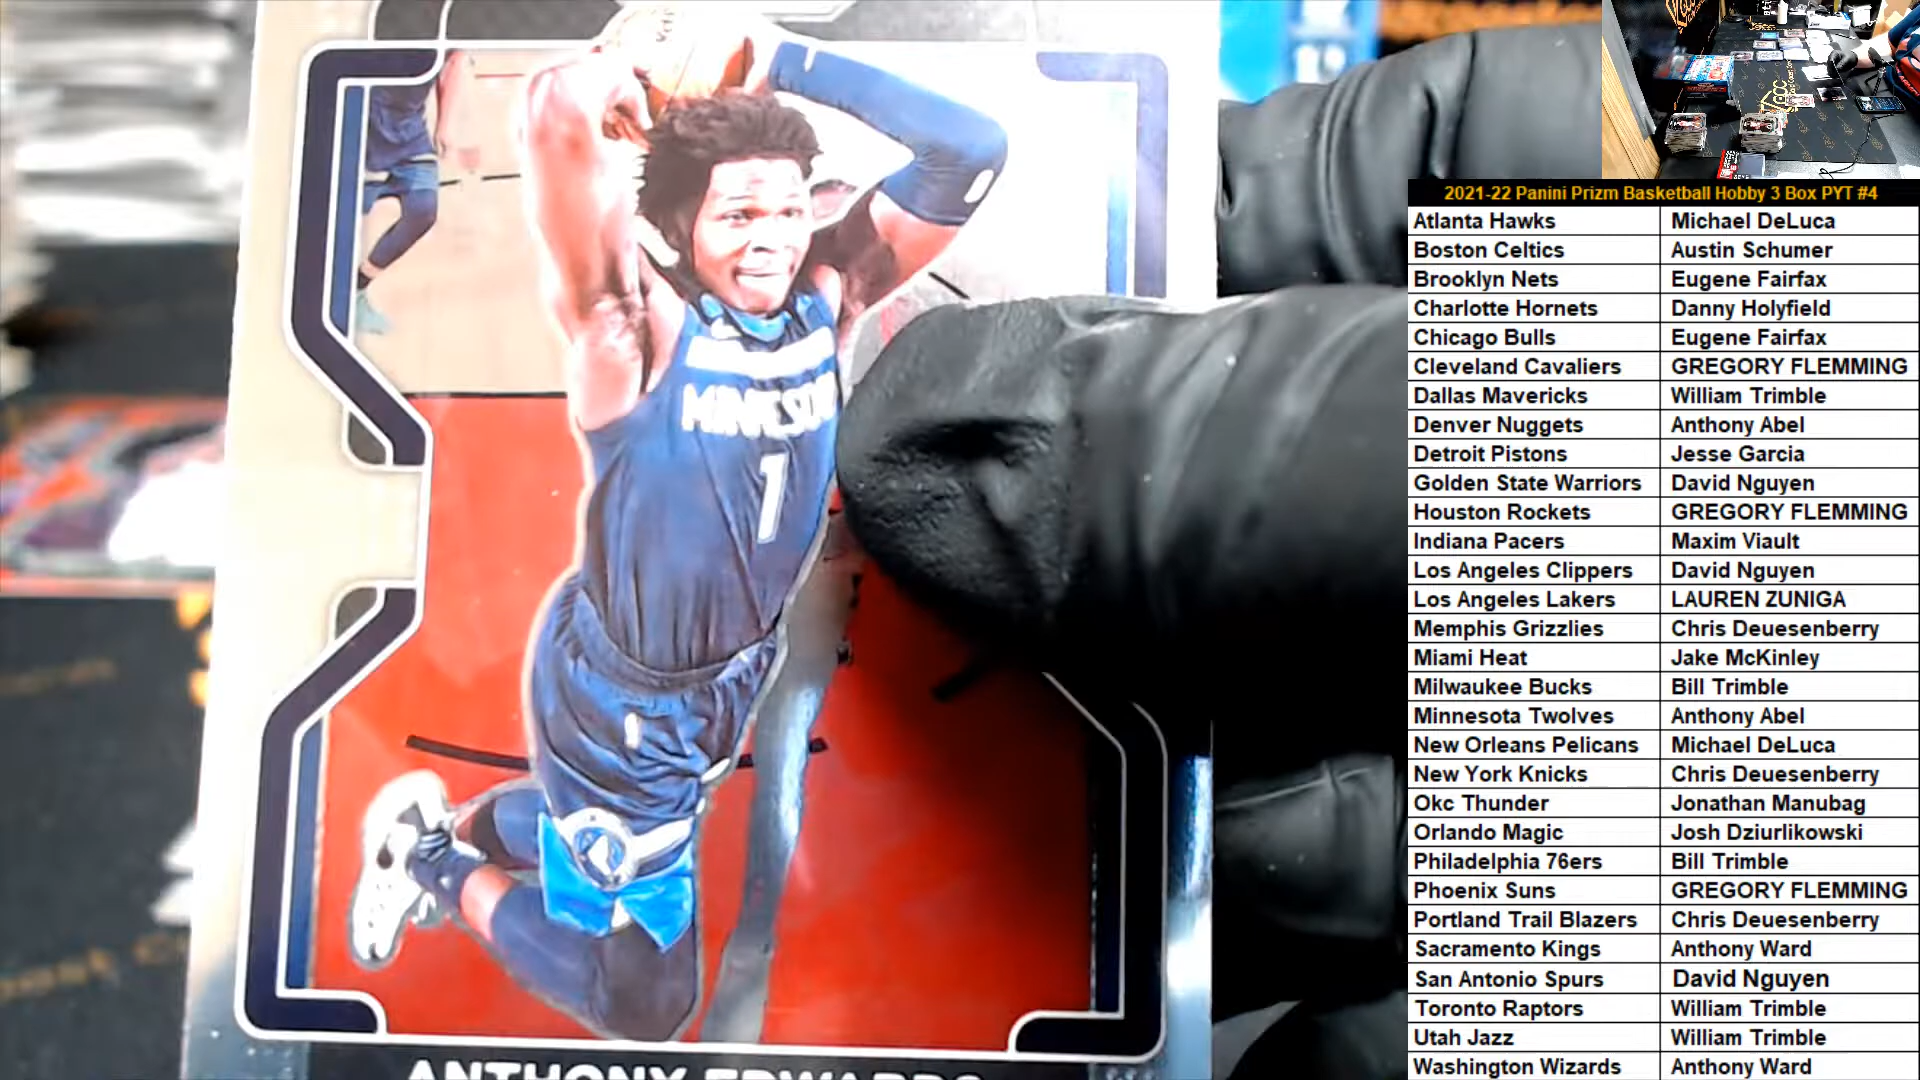 MINNESOTA
1
ANTHONY EDWARDS
2021-22 Panini Prizm Basketball Hobby 3 Box PYT #4
Atlanta Hawks Michael DeLuca
Boston Celtics Austin Schumer
Brooklyn Nets Eugene Fairfax
Charlotte Hornets Danny Holyfield
Chicago Bulls Eugene Fairfax
Cleveland Cavaliers GREGORY FLEMMING
Dallas Mavericks William Trimble
Denver Nuggets Anthony Abel
Detroit Pistons Jesse Garcia
Golden State Warriors David Nguyen
Houston Rockets GREGORY FLEMMING
Indiana Pacers Maxim Viault
Los Angeles Clippers David Nguyen
Los Angeles Lakers LAUREN ZUNIGA
Memphis Grizzlies Chris Deuesenberry
Miami Heat Jake McKinley
Milwaukee Bucks Bill Trimble
Minnesota Twolves Anthony Abel
New Orleans Pelicans Michael DeLuca
New York Knicks Chris Deuesenberry
Okc Thunder Jonathan Manubag
Orlando Magic Josh Dziurlikowski
Philadelphia 76ers Bill Trimble
Phoenix Suns GREGORY FLEMMING
Portland Trail Blazers Chris Deuesenberry
Sacramento Kings Anthony Ward
San Antonio Spurs David Nguyen
Toronto Raptors William Trimble
Utah Jazz William Trimble
Washington Wizards Anthony Ward